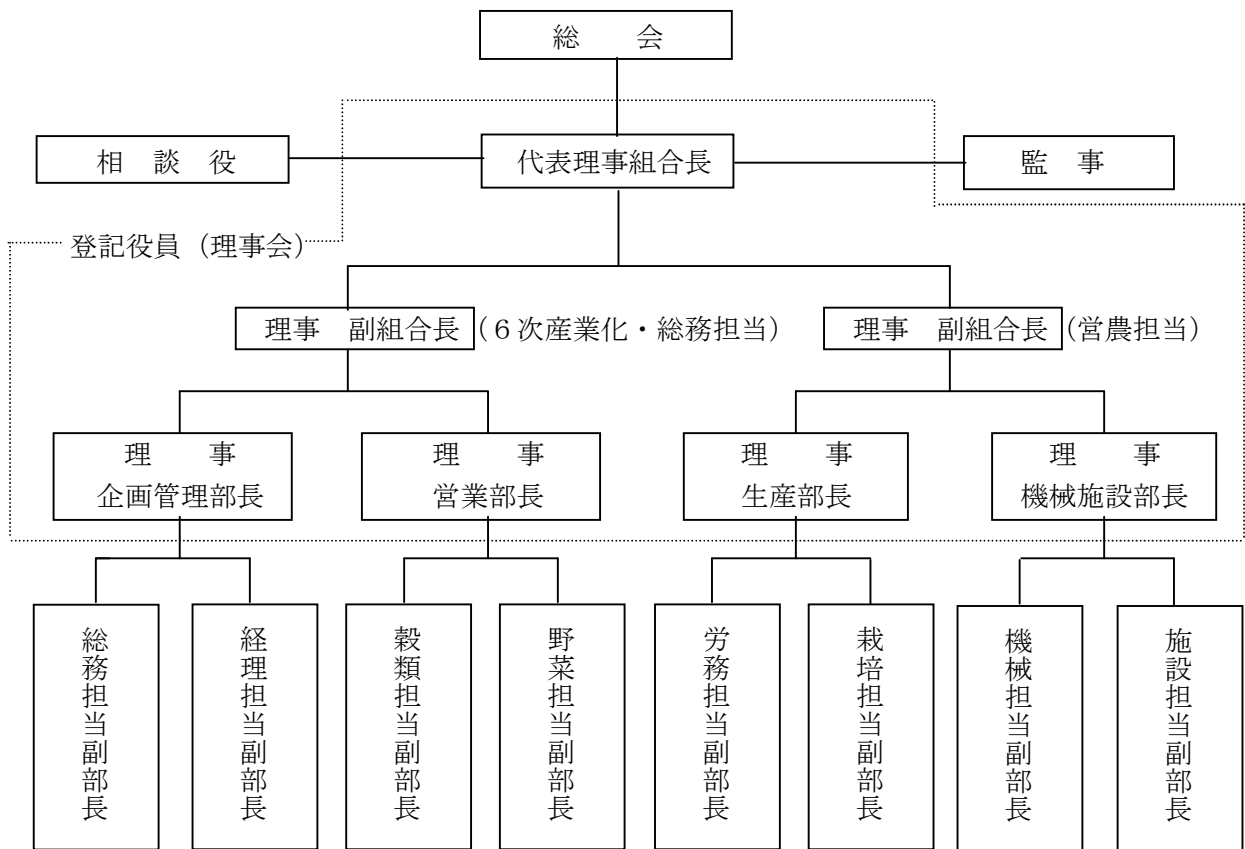 総　　会
相　談　役
代表理事組合長
監　事
登記役員（理事会）
理事　副組合長
（６次産業化・総務担当）
理事　副組合長
（営農担当）
理　　事
企画管理部長
理　　事
営業部長
理　　事
生産部長
理　　事
機械施設部長
総務担当副部長
経理担当副部長
穀類担当副部長
野菜担当副部長
労務担当副部長
栽培担当副部長
機械担当副部長
施設担当副部長